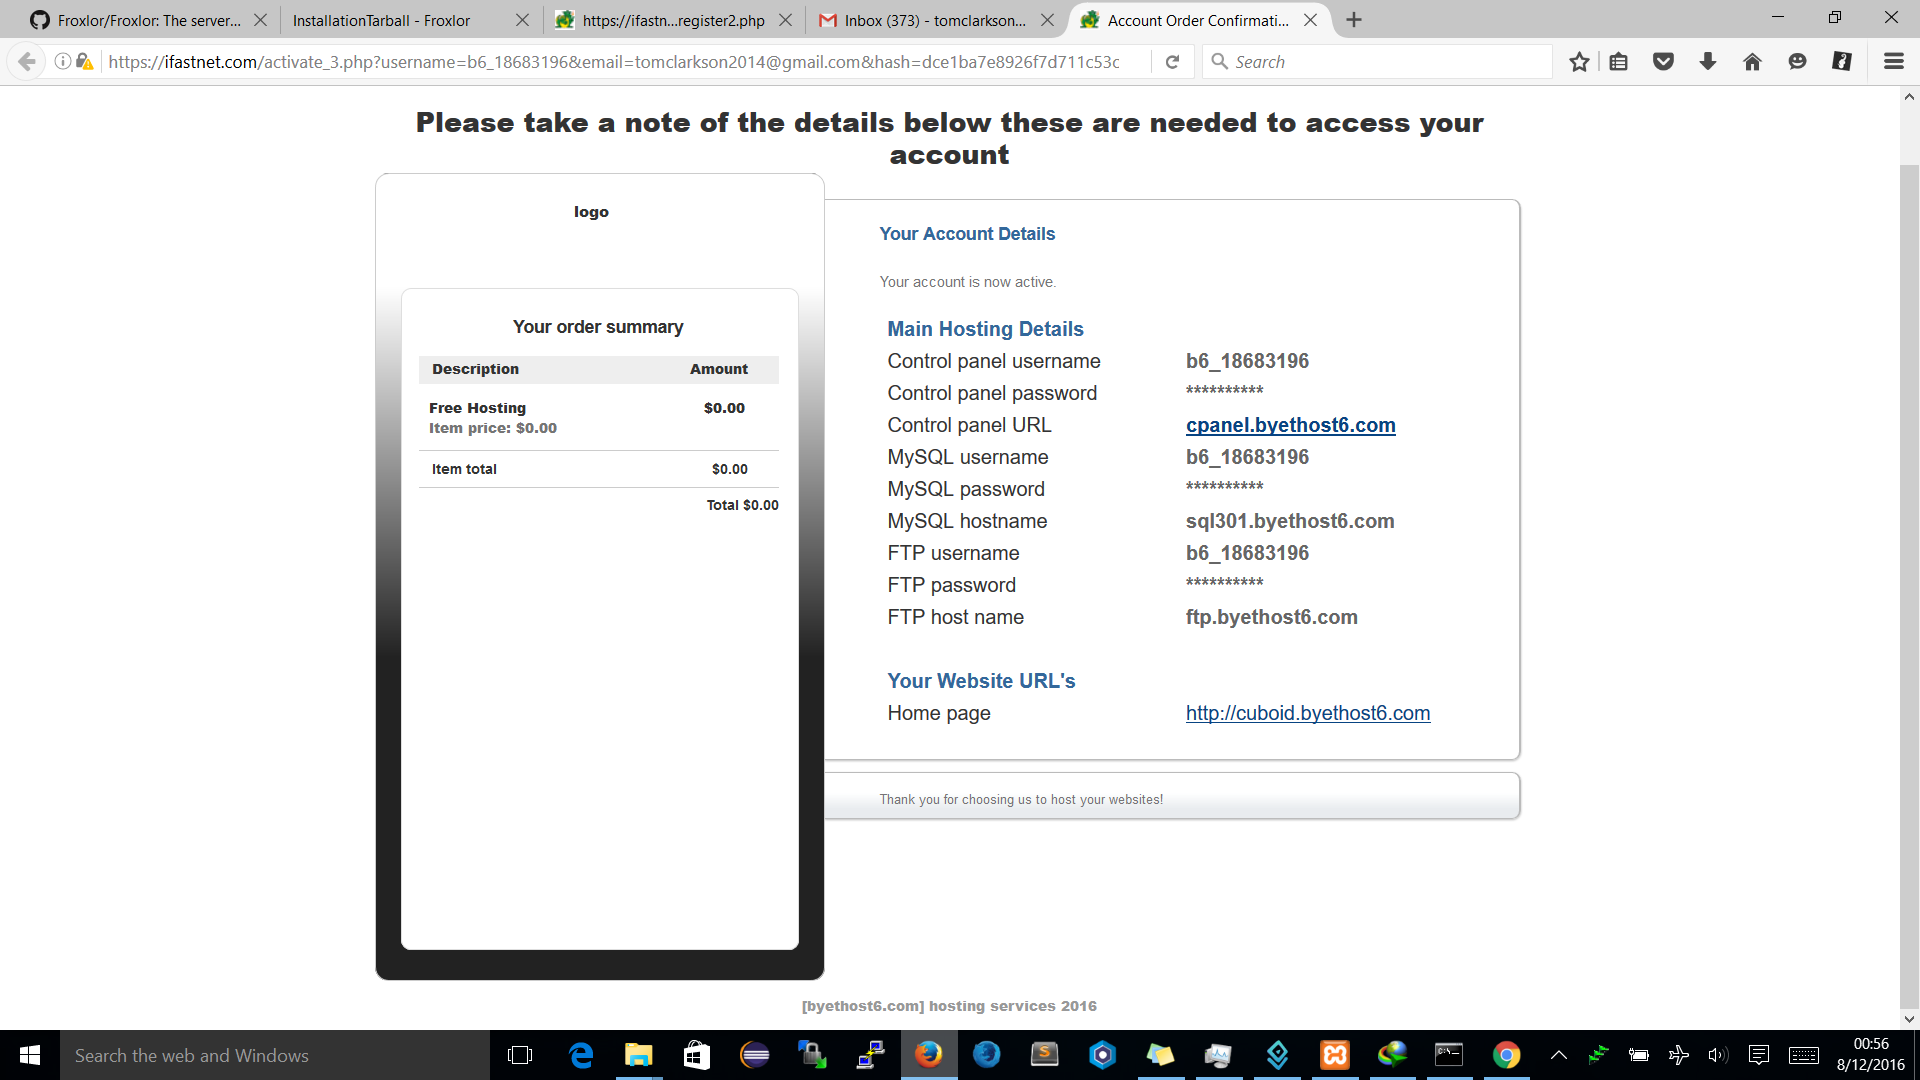 Froxlor/Froxlor: The server...
InstallationTarball - Froxlor
https://ifastn...register2.php
Inbox (373) - tomclarkson...
Account Order Confirmati...
https://ifastnet.com/activate_3.php?username=b6_18683196&email=tomclarkson2014@gmail.com&hash=dce1ba7e8926f7d711c53c
Search
Please take a note of the details below these are needed to access your
account
logo
Your order summary
Description Amount
Free Hosting $0.00
Item price: $0.00
Item total $0.00
Total $0.00
Your Account Details
Your account is now active.
Main Hosting Details
Control panel username b6_18683196
Control panel password **********
Control panel URL cpanel.byethost6.com
MySQL username b6_18683196
MySQL password **********
MySQL hostname sql301.byethost6.com
FTP username b6_18683196
FTP password **********
FTP host name ftp.byethost6.com
Your Website URL's
Home page http://cuboid.byethost6.com
Thank you for choosing us to host your websites!
[byethost6.com] hosting services 2016
Search the web and Windows
00:56
8/12/2016